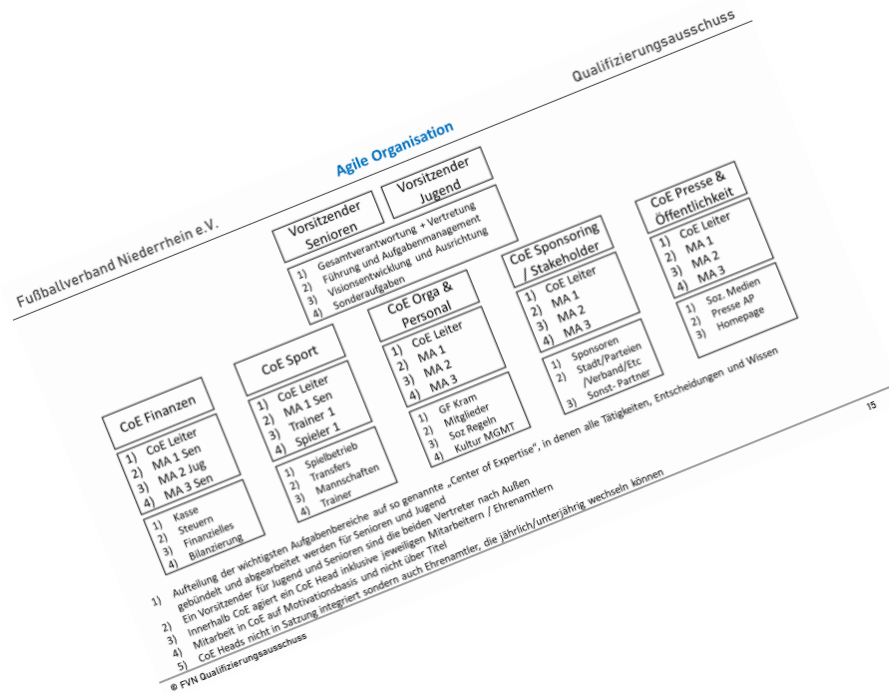 Fußballverband Niederrhein e.V.
Qualifizierungsausschuss
Agile Organisation
Vorsitzender
Senioren
Vorsitzender
Jugend
1) Gesamtverantwortung + Vertretung
2) Führung und Aufgabenmanagement
3) Visionsentwicklung und Ausrichtung
4) Sonderaufgaben
CoE Finanzen
1) CoE Leiter
2) MA 1 Sen
3) MA 2 Jug
4) MA 3 Sen
1) Kasse
2) Steuern
3) Finanzielles
4) Bilanzierung
CoE Sport
1) CoE Leiter
2) MA 1 Sen
3) Trainer 1
4) Spieler 1
1) Spielbetrieb
2) Transfers
3) Mannschaften
4) Trainer
CoE Orga &
Personal
1) CoE Leiter
2) MA 1
3) MA 2
4) MA 3
1) GF Kram
2) Mitglieder
3) Soz Regeln
4) Kultur MGMT
CoE Sponsoring
/ Stakeholder
1) CoE Leiter
2) MA 1
3) MA 2
4) MA 3
1) Sponsoren
2) Stadt/Parteien
/Verband/Etc
3) Sonst- Partner
CoE Presse &
Öffentlichkeit
1) CoE Leiter
2) MA 1
3) MA 2
4) MA 3
1) Soz. Medien
2) Presse AP
3) Homepage
1) Aufteilung der wichtigsten Aufgabenbereiche auf so genannte „Center of Expertise", in denen alle Tätigkeiten, Entscheidungen und Wissen
gebündelt und abgearbeitet werden für Senioren und Jugend
2) Ein Vorsitzender für Jugend und Senioren sind die beiden Vertreter nach Außen
3) Innerhalb CoE agiert ein CoE Head inklusive jeweiligen Mitarbeitern / Ehrenamtlern
4) Mitarbeit in CoE auf Motivationsbasis und nicht über Titel
5) CoE Heads nicht in Satzung integriert sondern auch Ehrenamtler, die jährlich/unterjährig wechseln können
© FVN Qualifizierungsausschuss
15